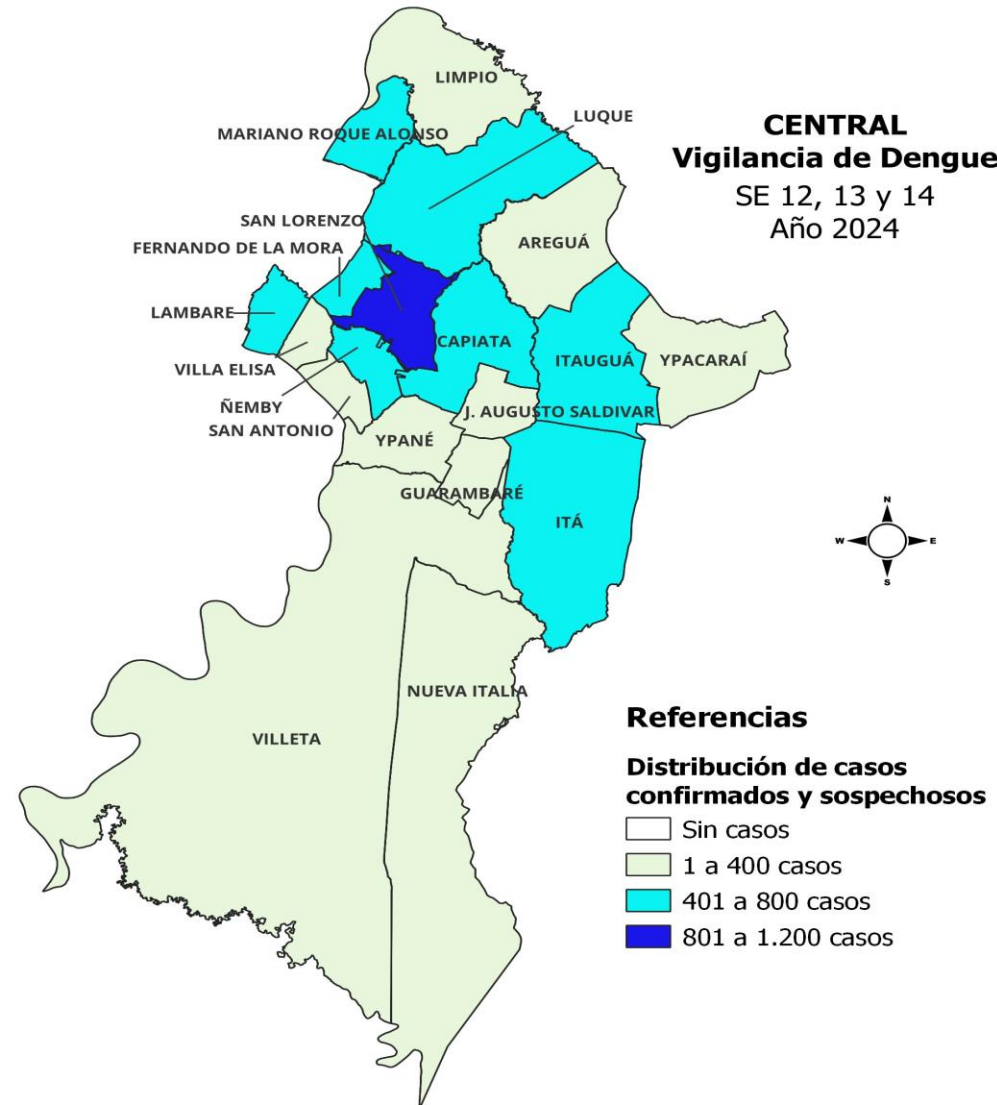 LIMPIO
LUQUE
MARIANO ROQUE ALONSO
CENTRAL
Vigilancia de Dengue
SE 12, 13 y 14
Año 2024
SAN LORENZO
FERNANDO DE LA MORA
AREGUÁ
LAMBARE
VILLA ELISA
CAPIATA
ITAUGUÁ
YPACARAÍ
ÑEMBY
SAN ANTONIO
J. AUGUSTO SALDIVAR
YPANÉ
GUARAMBARÉ
ITÁ
N
W E
S
NUEVA ITALIA
VILLETA
Referencias
Distribución de casos
confirmados y sospechosos
Sin casos
1 a 400 casos
401 a 800 casos
801 a 1.200 casos